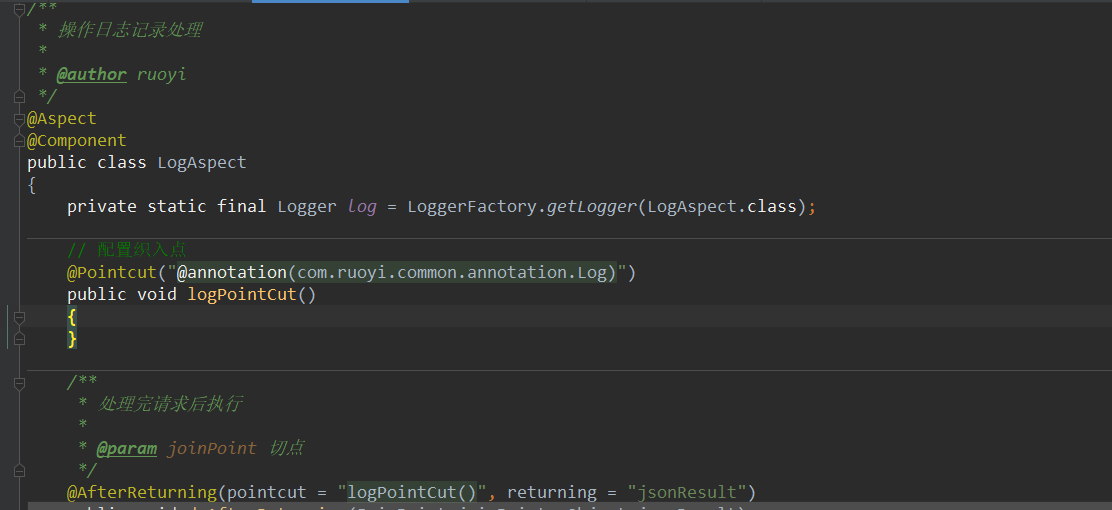 /**
 * 操作日志记录处理
 *
 * @author ruoyi
 */
@Aspect
@Component
public class LogAspect
{
    private static final Logger log = LoggerFactory.getLogger(LogAspect.class);
    // 配置织入点
    @Pointcut("@annotation(com.ruoyi.common.annotation.Log)")
    public void logPointCut()
    {
    }
    /**
     * 处理完请求后执行
     *
     * @param joinPoint 切点
     */
    @AfterReturning(pointcut = "logPointCut()", returning = "jsonResult")